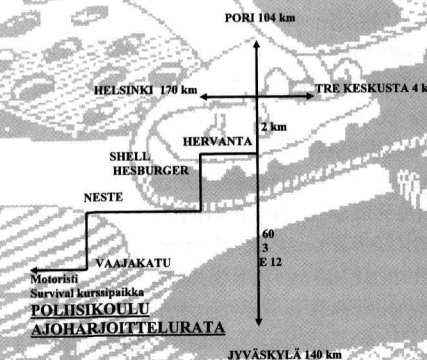 PORI 104 km
HELSINKI 170 km
TRE KESKUSTA 4 k
2 km
HERVANTA
SHELL
HESBURGER
NESTE
60
3
E 12
VAAJAKATU
Motoristi
Survival kurssipaikka
POLIISIKOULU
AJOHARJOITTELURATA
JYVÄSKYLÄ 140 km